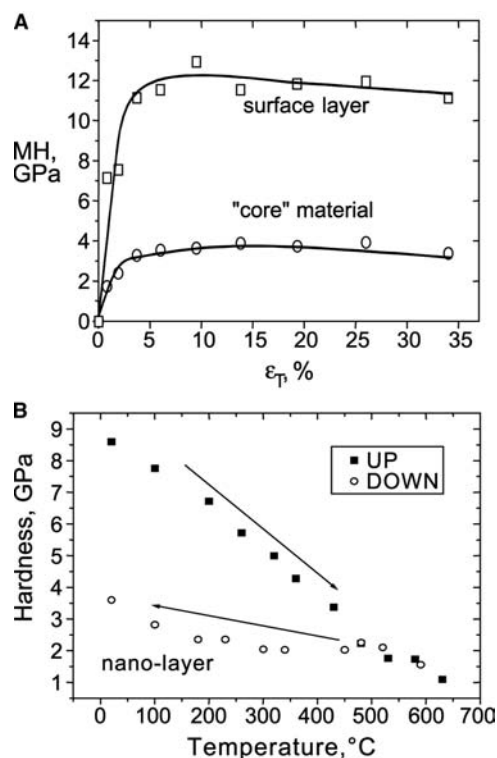 A
14
12
10
MH,
GPa
8
6
4
2
0
surface layer
"core" material
0 5 10 15 20 25 30 35
εT, %
B
9
8
7
6
5
4
3
2
1
Hardness, GPa
UP
DOWN
nano-layer
0 100 200 300 400 500 600 700
Temperature,°C